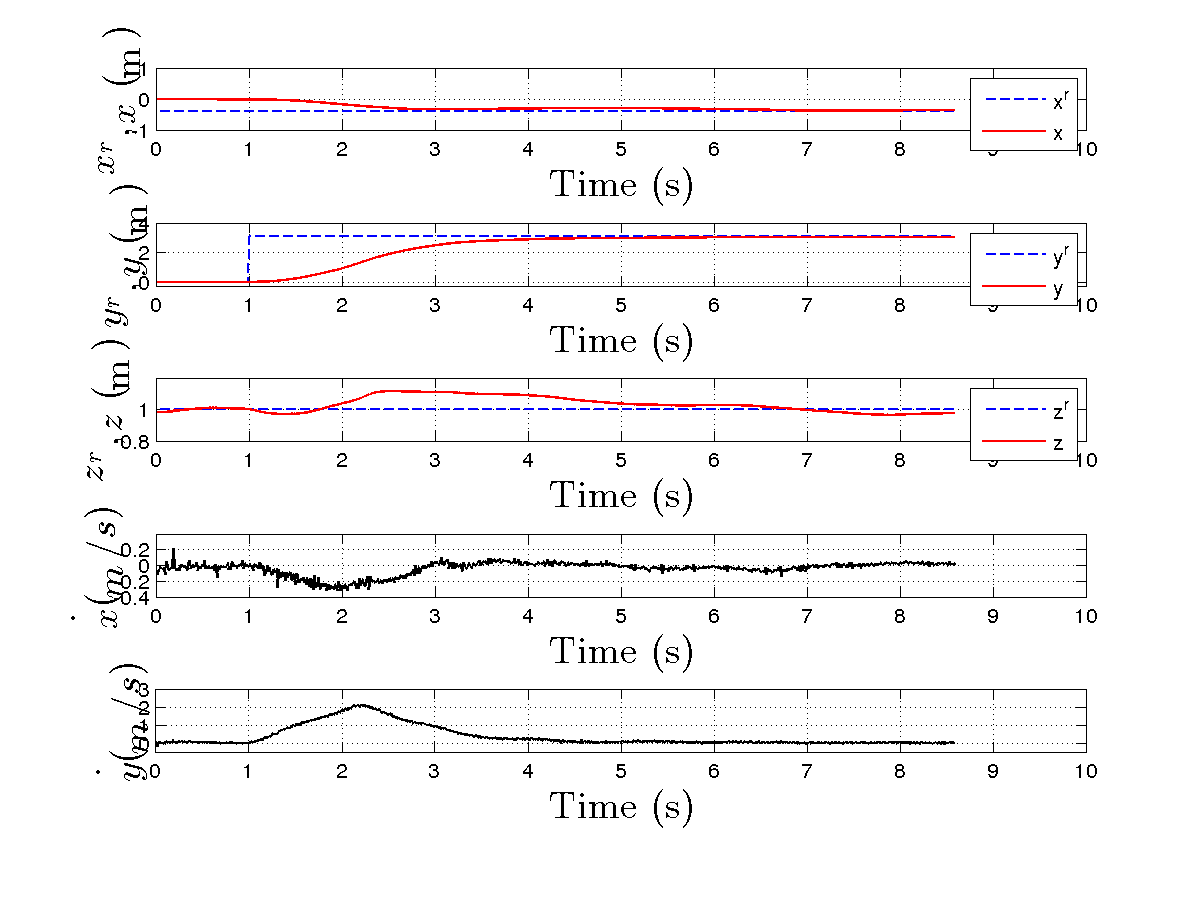 x^r, x (m)
1
0
-1
0 1 2 3 4 5 6 7 8 9 10
x^r
x
Time (s)
y^r, y (m)
4
2
0
0 1 2 3 4 5 6 7 8 9 10
y^r
y
Time (s)
z^r, z (m)
1
0.8
0 1 2 3 4 5 6 7 8 9 10
z^r
z
Time (s)
ẋ(m/s)
0.2
0
-0.2
-0.4
0 1 2 3 4 5 6 7 8 9 10
Time (s)
ẏ(m/s)
3
2
1
0
0 1 2 3 4 5 6 7 8 9 10
Time (s)